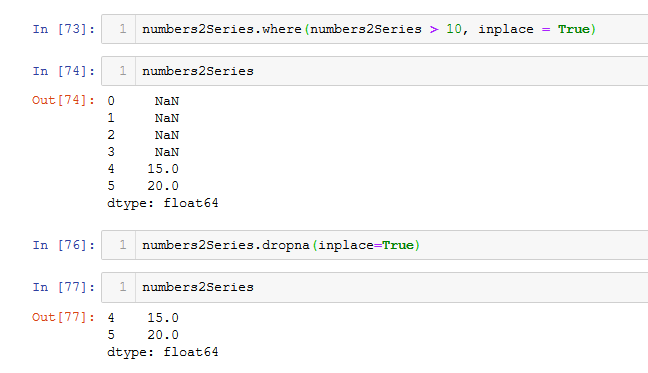 In [73]: 1 numbers2Series.where(numbers2Series > 10, inplace = True)
In [74]: 1 numbers2Series
Out[74]: 0 NaN
1 NaN
2 NaN
3 NaN
4 15.0
5 20.0
dtype: float64
In [76]: 1 numbers2Series.dropna(inplace=True)
In [77]: 1 numbers2Series
Out[77]: 4 15.0
5 20.0
dtype: float64